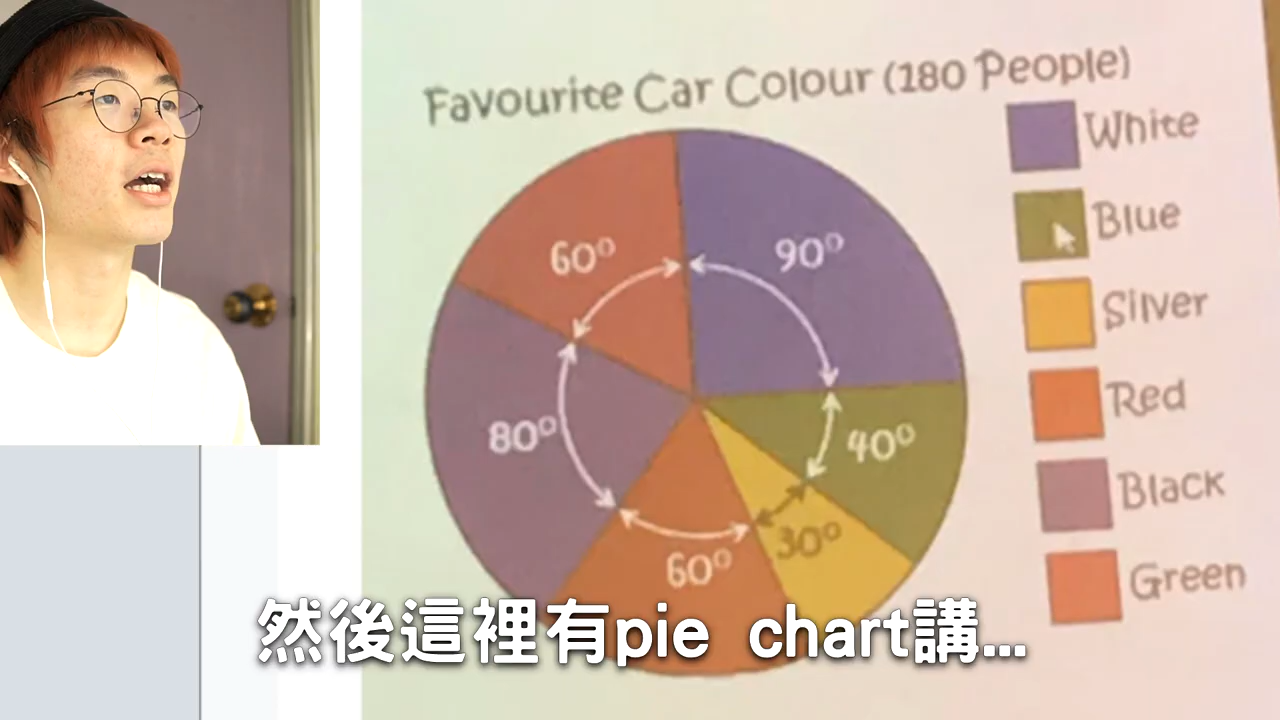 Favourite Car Colour (180 People)
White
Blue
Silver
Red
Black
Green
60°
90°
80°
40°
60°
30°
然後這裡有pie chart講...